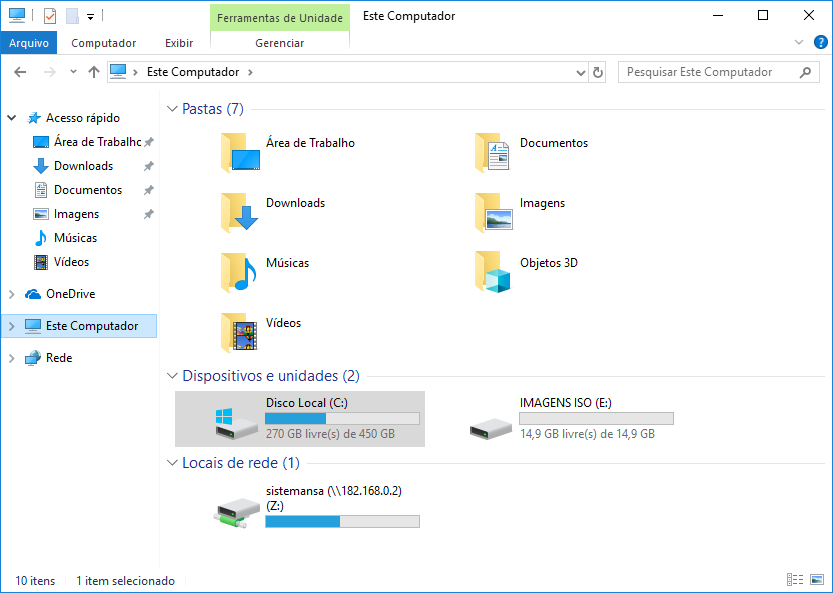 Ferramentas de Unidade
Este Computador
Arquivo
Computador
Exibir
Gerenciar
Este Computador
Pesquisar Este Computador
Acesso rápido
Área de Trabalho
Downloads
Documentos
Imagens
Músicas
Vídeos
OneDrive
Este Computador
Rede
Pastas (7)
Área de Trabalho
Documentos
Downloads
Imagens
Músicas
Objetos 3D
Vídeos
Dispositivos e unidades (2)
Disco Local (C:)
270 GB livre(s) de 450 GB
IMAGENS ISO (E:)
14,9 GB livre(s) de 14,9 GB
Locais de rede (1)
sistemansa (\\182.168.0.2)
(Z:)
10 itens
1 item selecionado